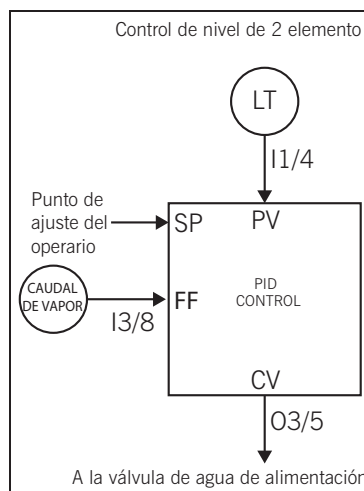 Control de nivel de 2 elemento
LT
I1/4
Punto de
ajuste del
operario
SP
PV
CAUDAL
DE VAPOR
FF
PID
CONTROL
I3/8
CV
O3/5
A la válvula de agua de alimentación